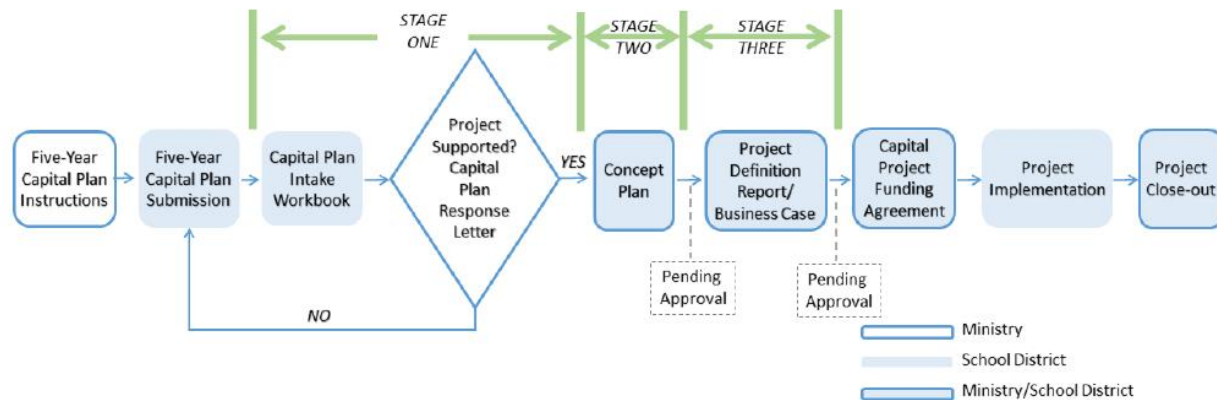 STAGE
ONE
STAGE
TWO
STAGE
THREE
Five-Year
Capital Plan
Instructions
Five-Year
Capital Plan
Submission
Capital Plan
Intake
Workbook
Project
Supported?
Capital
Plan
Response
Letter
YES
NO
Concept
Plan
Pending
Approval
Project
Definition
Report/
Business Case
Pending
Approval
Capital
Project
Funding
Agreement
Project
Implementation
Project
Close-out
Ministry
School District
Ministry/School District